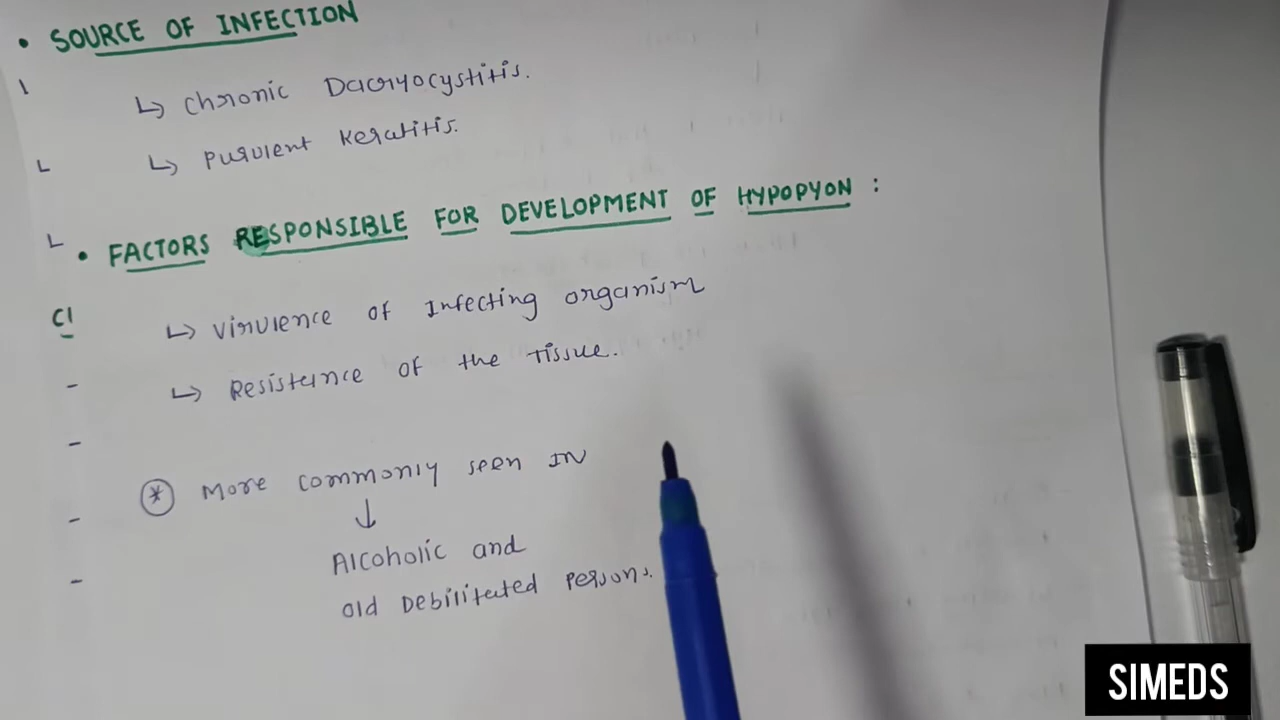 • SOURCE OF INFECTION
↳ Chronic Dacryocystitis.
↳ Purulent Keratitis.
• FACTORS RESPONSIBLE FOR DEVELOPMENT OF HYPOPYON :
↳ Virulence of Infecting organism
↳ Resistance of the Tissue.
* More commonly seen IN
↓
Alcoholic and
old Debilitated Persons.
C1
SIMEDS